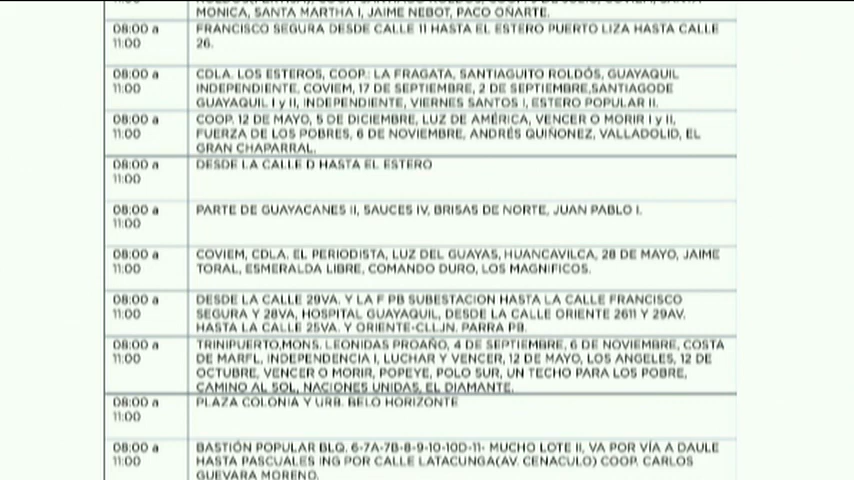 MONICA, SANTA MARTHA I, JAIME NEBOT, PACO OÑARTE.
08:00 a
11:00
FRANCISCO SEGURA DESDE CALLE 11 HASTA EL ESTERO PUERTO LIZA HASTA CALLE
26.
08:00 a
11:00
CDLA. LOS ESTEROS, COOP.: LA FRAGATA, SANTIAGUITO ROLDÓS, GUAYAQUIL
INDEPENDIENTE, COVIEM, 17 DE SEPTIEMBRE, 2 DE SEPTIEMBRE,SANTIAGODE
GUAYAQUIL I y II, INDEPENDIENTE, VIERNES SANTOS I, ESTERO POPULAR II.
08:00 a
11:00
COOP. 12 DE MAYO, 5 DE DICIEMBRE, LUZ DE AMÉRICA, VENCER O MORIR I y II,
FUERZA DE LOS POBRES, 6 DE NOVIEMBRE, ANDRÉS QUIÑONEZ, VALLADOLID, EL
GRAN CHAPARRAL.
08:00 a
11:00
DESDE LA CALLE D HASTA EL ESTERO
08:00 a
11:00
PARTE DE GUAYACANES II, SAUCES IV, BRISAS DE NORTE, JUAN PABLO I.
08:00 a
11:00
COVIEM, CDLA. EL PERIODISTA, LUZ DEL GUAYAS, HUANCAVILCA, 28 DE MAYO, JAIME
TORAL, ESMERALDA LIBRE, COMANDO DURO, LOS MAGNIFICOS.
08:00 a
11:00
DESDE LA CALLE 29VA. Y LA F PB SUBESTACION HASTA LA CALLE FRANCISCO
SEGURA Y 28VA, HOSPITAL GUAYAQUIL, DESDE LA CALLE ORIENTE 2611 Y 29AV.
HASTA LA CALLE 25VA. Y ORIENTE-CLLJN. PARRA PB.
08:00 a
11:00
TRINIPUERTO,MONS. LEONIDAS PROAÑO, 4 DE SEPTIEMBRE, 6 DE NOVIEMBRE, COSTA
DE MARFL, INDEPENDENCIA I, LUCHAR Y VENCER, 12 DE MAYO, LOS ANGELES, 12 DE
OCTUBRE, VENCER O MORIR, POPEYE, POLO SUR, UN TECHO PARA LOS POBRE,
CAMINO AL SOL, NACIONES UNIDAS, EL DIAMANTE.
08:00 a
11:00
PLAZA COLONIA Y URB. BELO HORIZONTE
08:00 a
11:00
BASTIÓN POPULAR BLQ. 6-7A-7B-8-9-10-10D-11- MUCHO LOTE II, VA POR VÍA A DAULE
HASTA PASCUALES ING POR CALLE LATACUNGA(AV. CENACULO) COOP. CARLOS
GUEVARA MORENO.